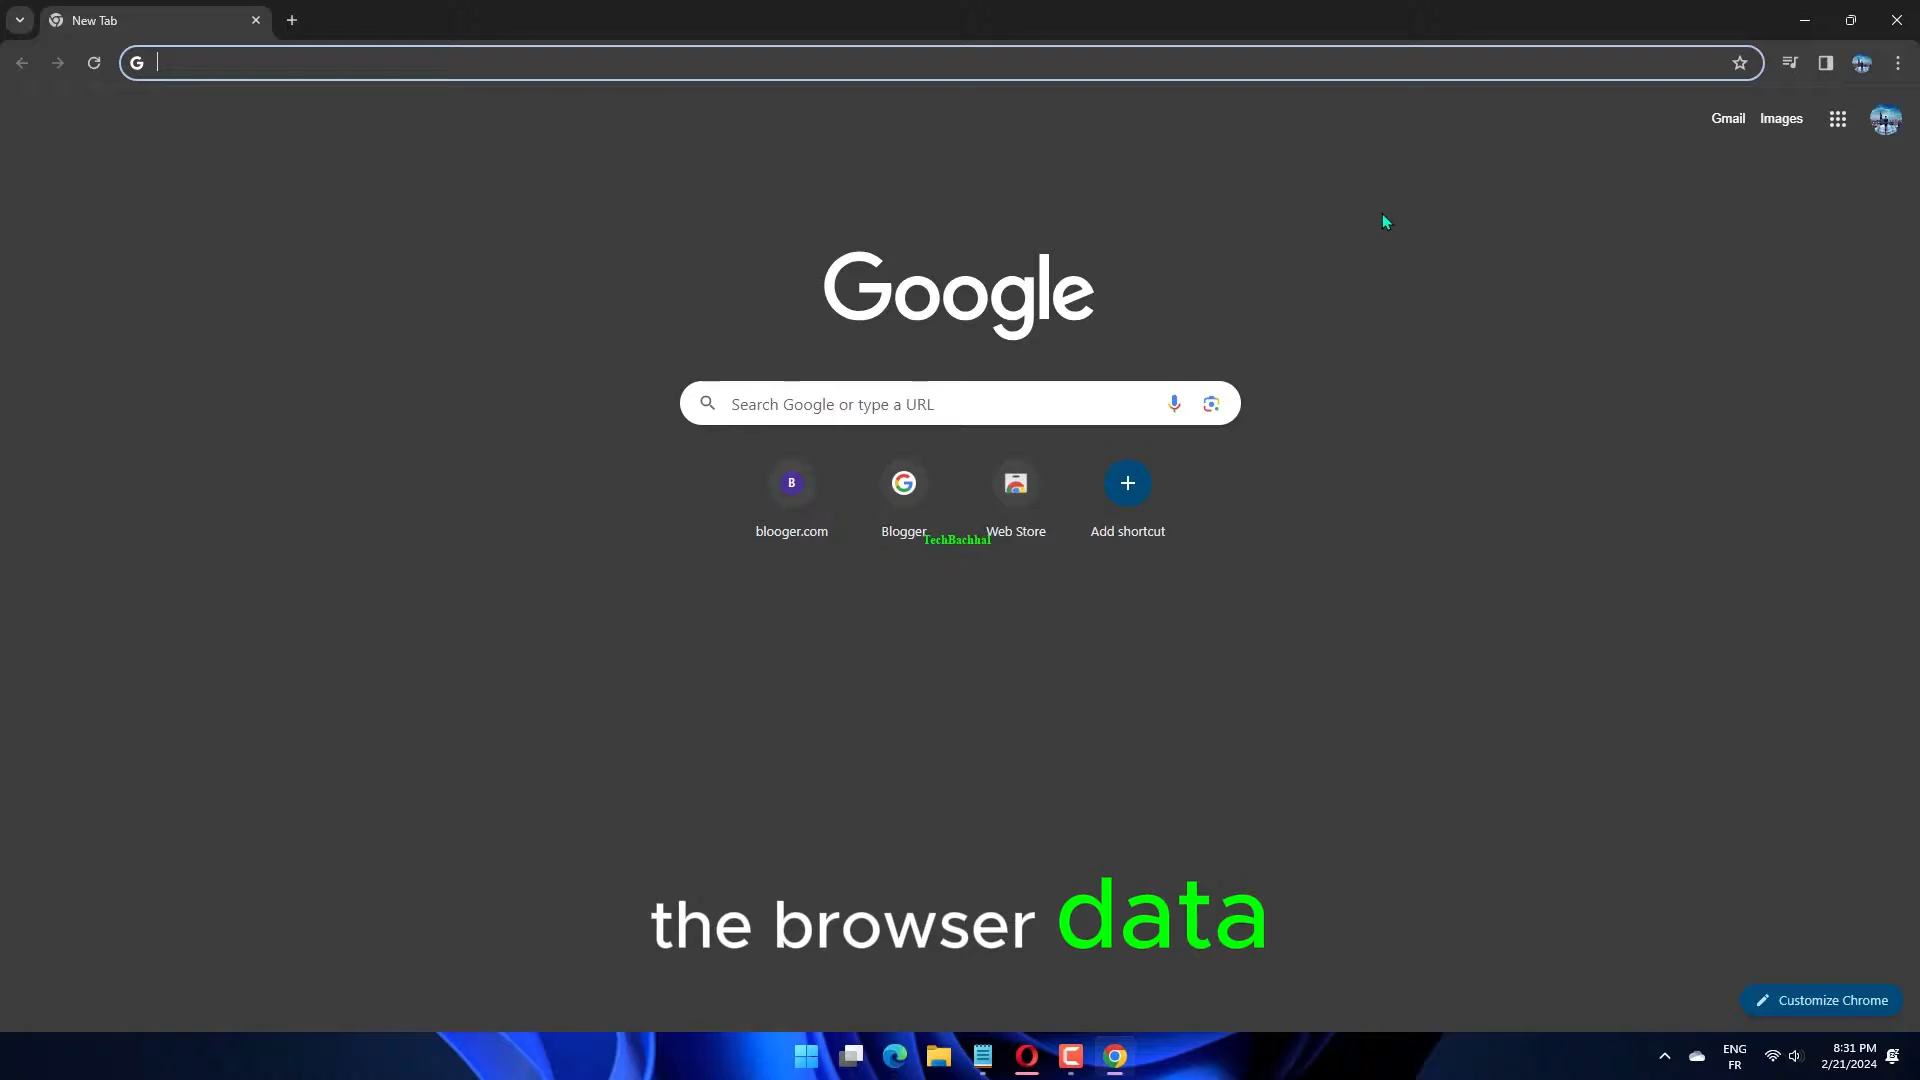 New Tab
Gmail Images
Google
Search Google or type a URL
B
blooger.com Blogger Web Store Add shortcut
TechBachhal
the browser data
Customize Chrome
ENG 8:31 PM
FR 2/21/2024